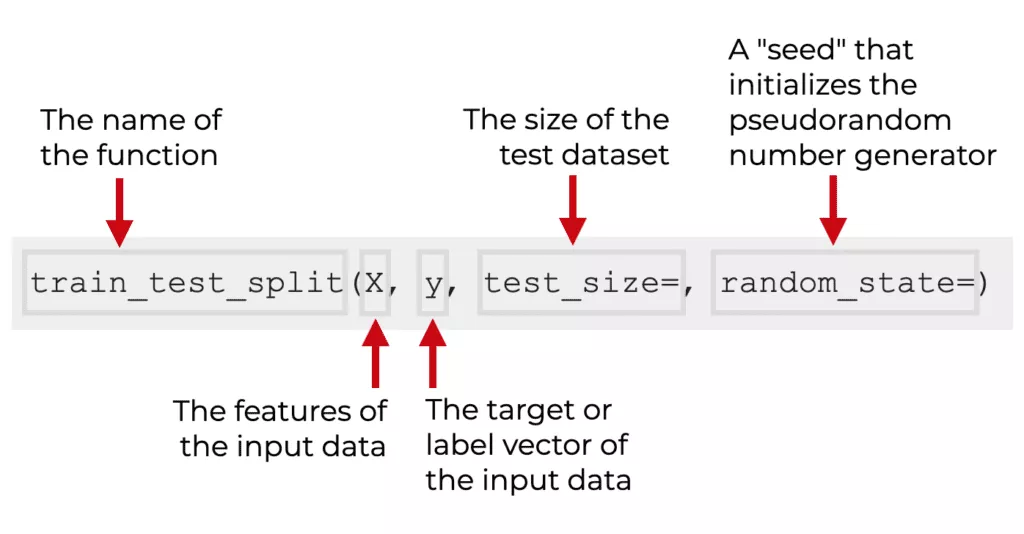 A "seed" that
initializes the
pseudorandom
number generator
The name of
the function
The size of the
test dataset
train_test_split(X, y, test_size=, random_state=)
The features of
the input data
The target or
label vector of
the input data